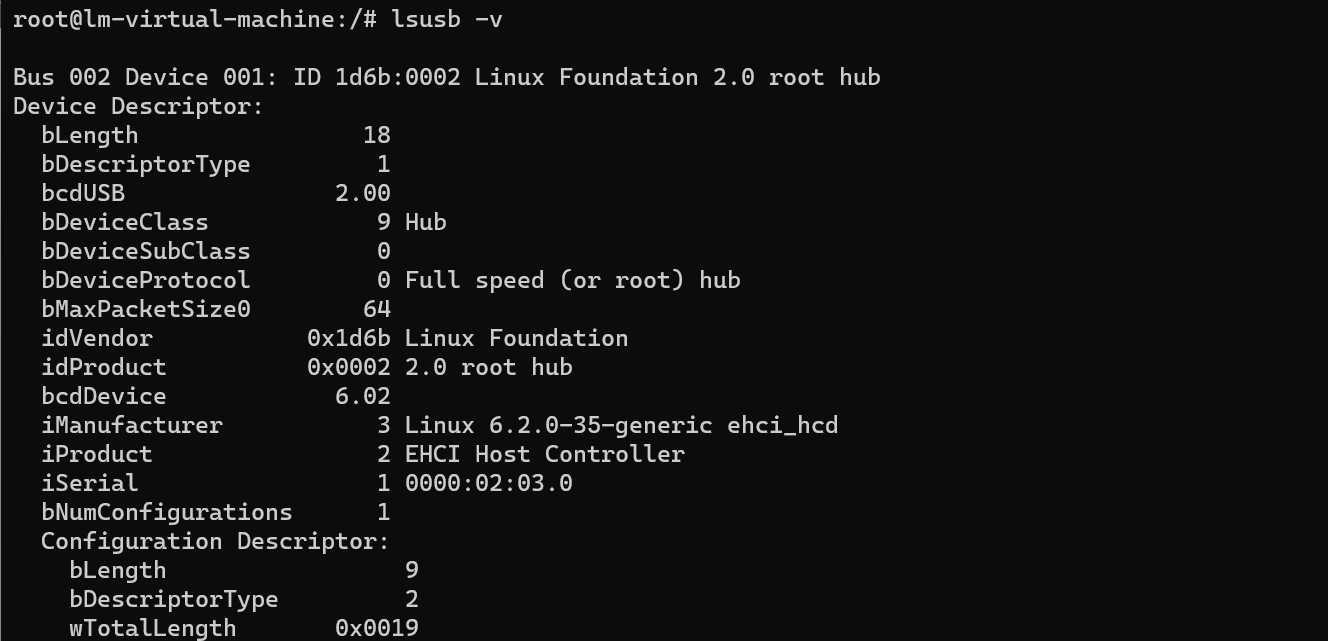 root@lm-virtual-machine:/# lsusb -v
Bus 002 Device 001: ID 1d6b:0002 Linux Foundation 2.0 root hub
Device Descriptor:
  bLength                18
  bDescriptorType         1
  bcdUSB               2.00
  bDeviceClass            9 Hub
  bDeviceSubClass         0
  bDeviceProtocol         0 Full speed (or root) hub
  bMaxPacketSize0        64
  idVendor           0x1d6b Linux Foundation
  idProduct          0x0002 2.0 root hub
  bcdDevice            6.02
  iManufacturer           3 Linux 6.2.0-35-generic ehci_hcd
  iProduct                2 EHCI Host Controller
  iSerial                 1 0000:02:03.0
  bNumConfigurations      1
  Configuration Descriptor:
    bLength                 9
    bDescriptorType         2
    wTotalLength       0x0019